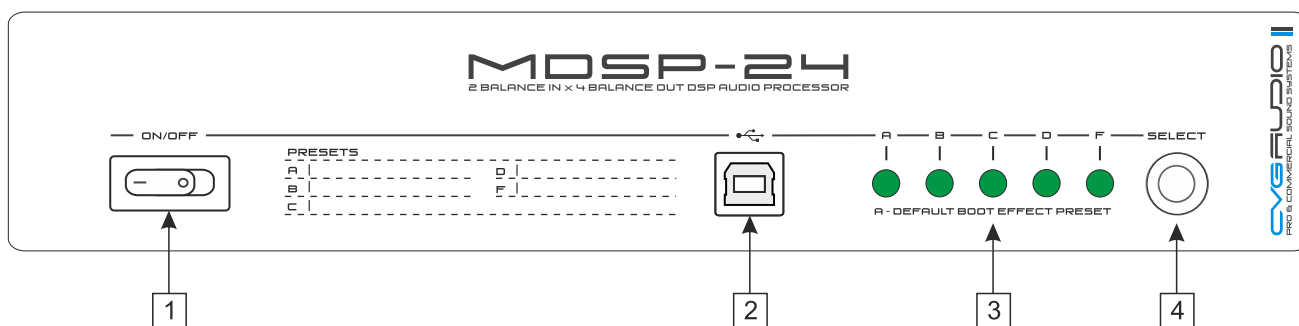 MDSP-24
2 BALANCE IN x 4 BALANCE OUT DSP AUDIO PROCESSOR
ON/OFF
A B C D F SELECT
PRESETS
A D
B F
C
A - DEFAULT BOOT EFFECT PRESET
CVGAUDIO
PRO & COMMERCIAL SOUND SYSTEMS
1 2 3 4